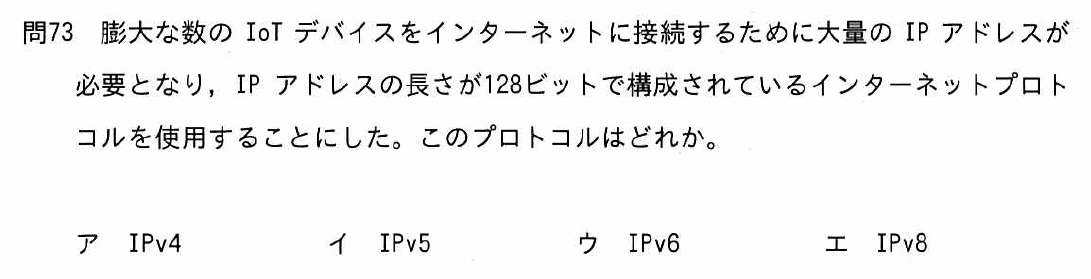 問73 膨大な数の IoT デバイスをインターネットに接続するために大量の IP アドレスが
必要となり，IP アドレスの長さが128ビットで構成されているインターネットプロト
コルを使用することにした。このプロトコルはどれか。
ア IPv4 イ IPv5 ウ IPv6 エ IPv8